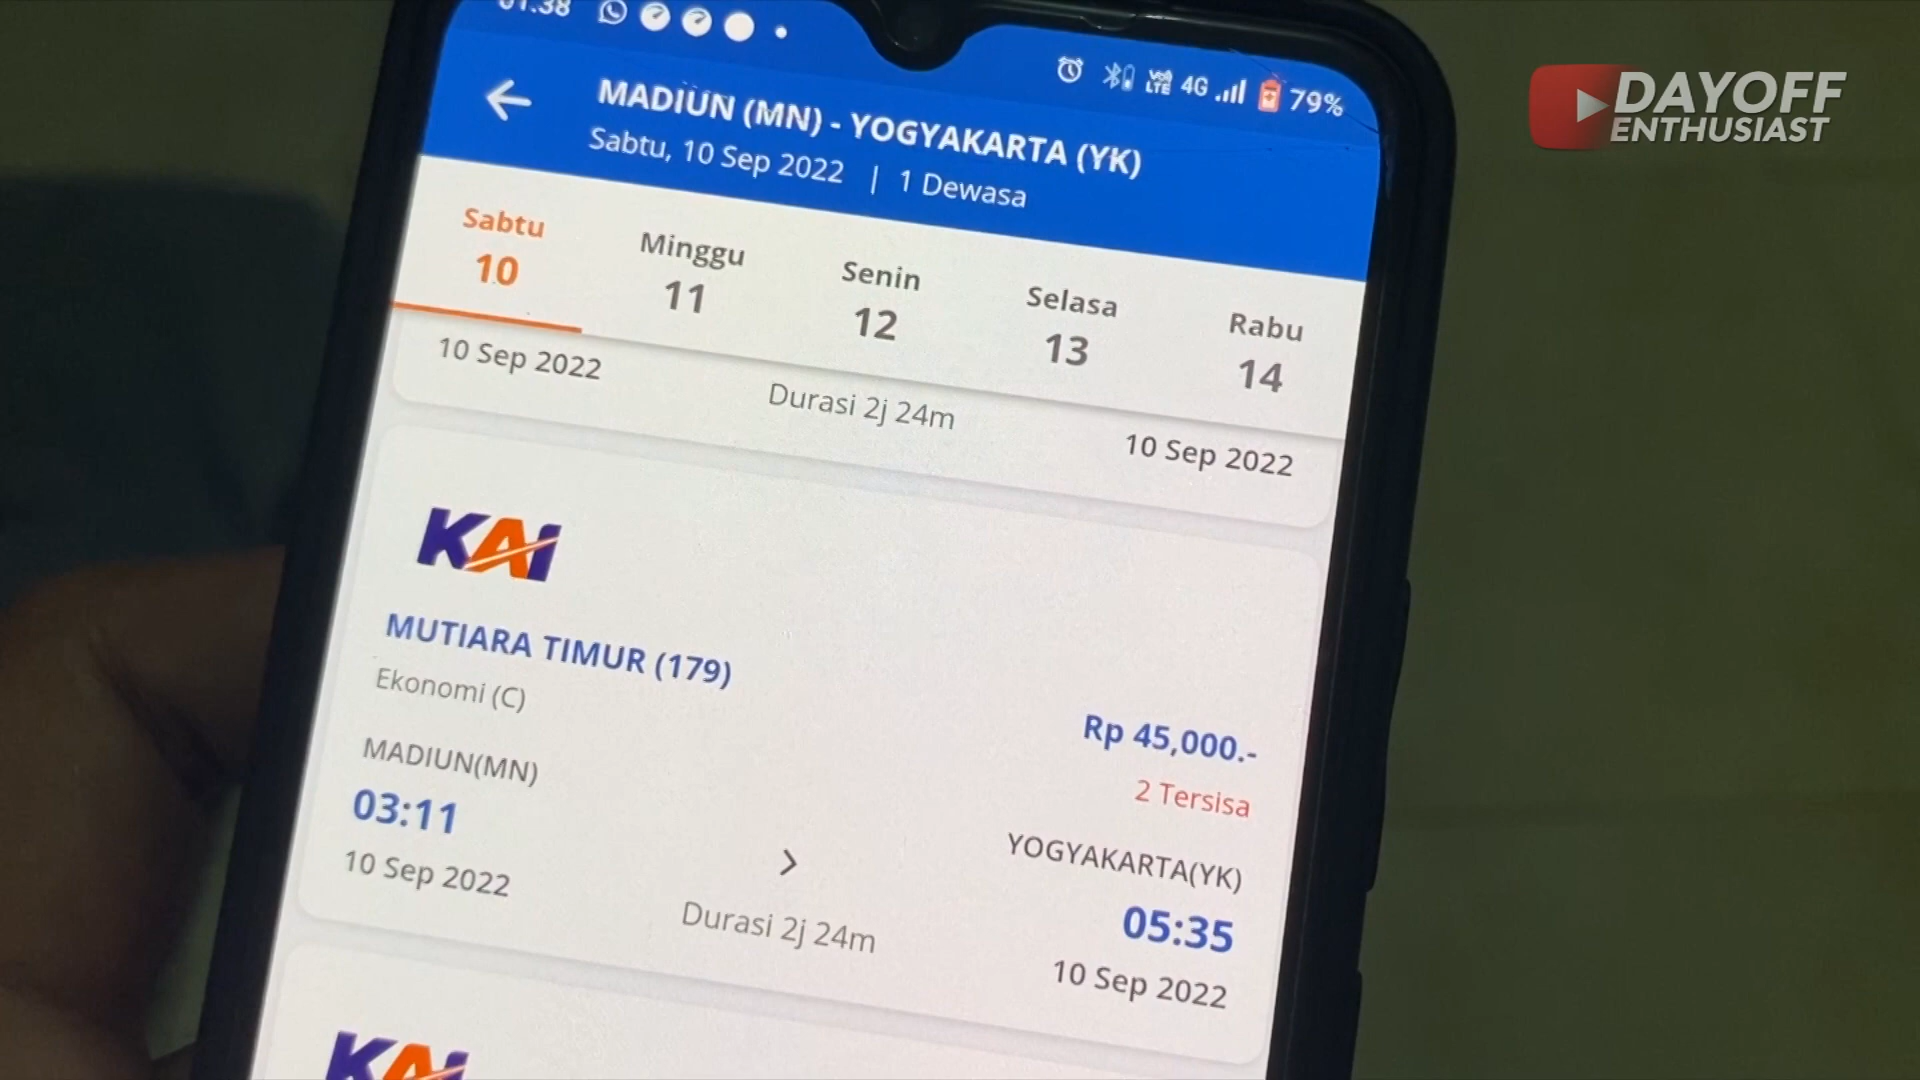 01.38
4G 79%
MADIUN (MN) - YOGYAKARTA (YK)
Sabtu, 10 Sep 2022 | 1 Dewasa
Sabtu
10
Minggu
11
Senin
12
Selasa
13
Rabu
14
10 Sep 2022
Durasi 2j 24m
10 Sep 2022
KAI
MUTIARA TIMUR (179)
Ekonomi (C)
Rp 45,000.-
2 Tersisa
MADIUN(MN)
03:11
10 Sep 2022
Durasi 2j 24m
YOGYAKARTA(YK)
05:35
10 Sep 2022
KAI
DAYOFF
ENTHUSIAST